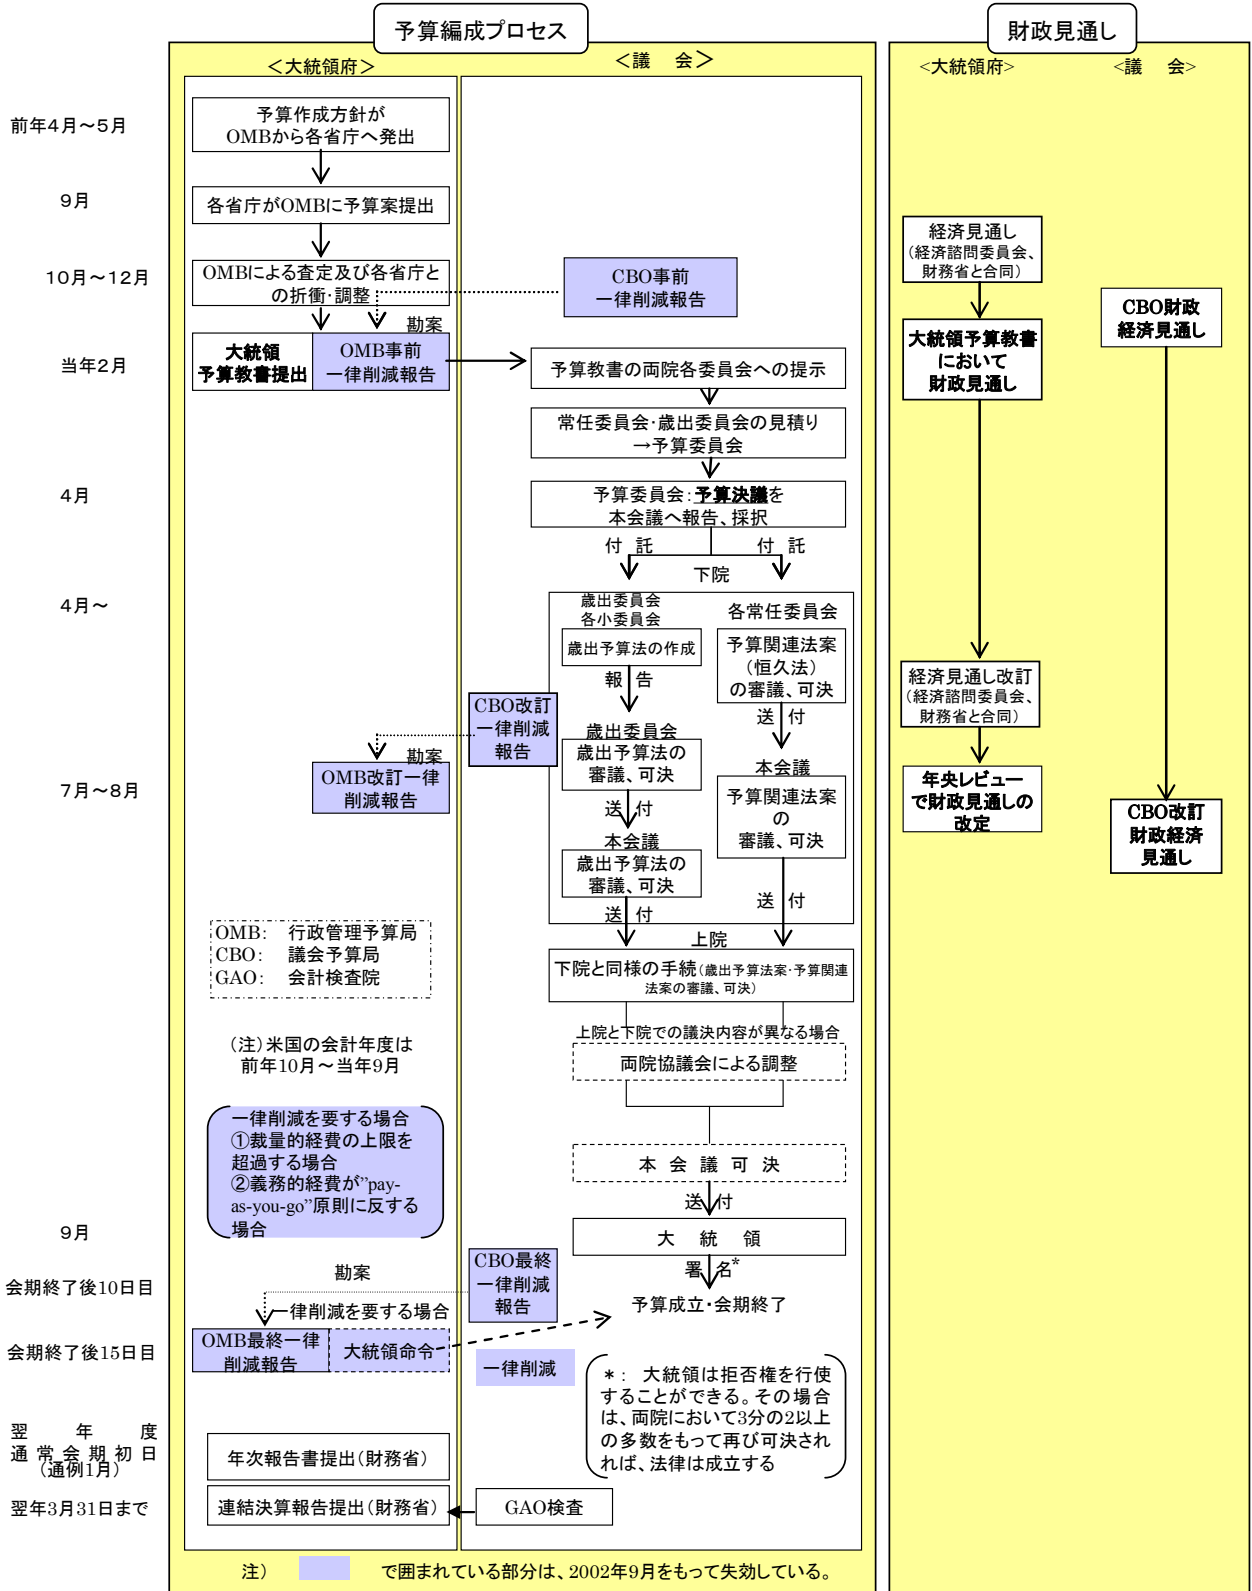 予算編成プロセス
財政見通し
＜大統領府＞
＜議　会＞
<大統領府>
<議　会>
前年4月～5月
予算作成方針が
OMBから各省庁へ発出
9月
各省庁がOMBに予算案提出
経済見通し
（経済諮問委員会、
財務省と合同）
10月～12月
OMBによる査定及び各省庁と
の折衝・調整
CBO事前
一律削減報告
勘案
CBO財政
経済見通し
当年2月
大統領
予算教書提出
OMB事前
一律削減報告
予算教書の両院各委員会への提示
大統領予算教書
において
財政見通し
常任委員会・歳出委員会の見積り
→予算委員会
4月
予算委員会：予算決議を
本会議へ報告、採択
付　託
付　託
下院
4月～
歳出委員会
各小委員会
各常任委員会
歳出予算法の作成
予算関連法案
（恒久法）
の審議、可決
報　告
送　付
経済見通し改訂
（経済諮問委員会、
財務省と合同）
CBO改訂
一律削減
報告
勘案
歳出委員会
歳出予算法の
審議、可決
本会議
7月～8月
OMB改訂一律
削減報告
予算関連法案
の
審議、可決
年央レビュー
で財政見通しの
改定
CBO改訂
財政経済
見通し
送　付
本会議
歳出予算法の
審議、可決
送　付
送　付
上院
OMB:　行政管理予算局
CBO:　議会予算局
GAO:　会計検査院
下院と同様の手続（歳出予算法案・予算関連
法案の審議、可決）
上院と下院での議決内容が異なる場合
（注）米国の会計年度は
前年10月～当年9月
両院協議会による調整
一律削減を要する場合
①裁量的経費の上限を
超過する場合
②義務的経費が”pay-
as-you-go”原則に反する
場合
本 会 議 可 決
送　付
9月
大　統　領
署　名*
CBO最終
一律削減
報告
勘案
会期終了後10日目
予算成立・会期終了
一律削減を要する場合
会期終了後15日目
OMB最終一律
削減報告
大統領命令
一律削減
＊：　大統領は拒否権を行使
することができる。その場合
は、両院において3分の2以上
の多数をもって再び可決され
れば、法律は成立する
翌　年　度
通常会期初日
（通例1月）
年次報告書提出（財務省）
翌年3月31日まで
連結決算報告提出（財務省）
GAO検査
注）　　　で囲まれている部分は、2002年9月をもって失効している。